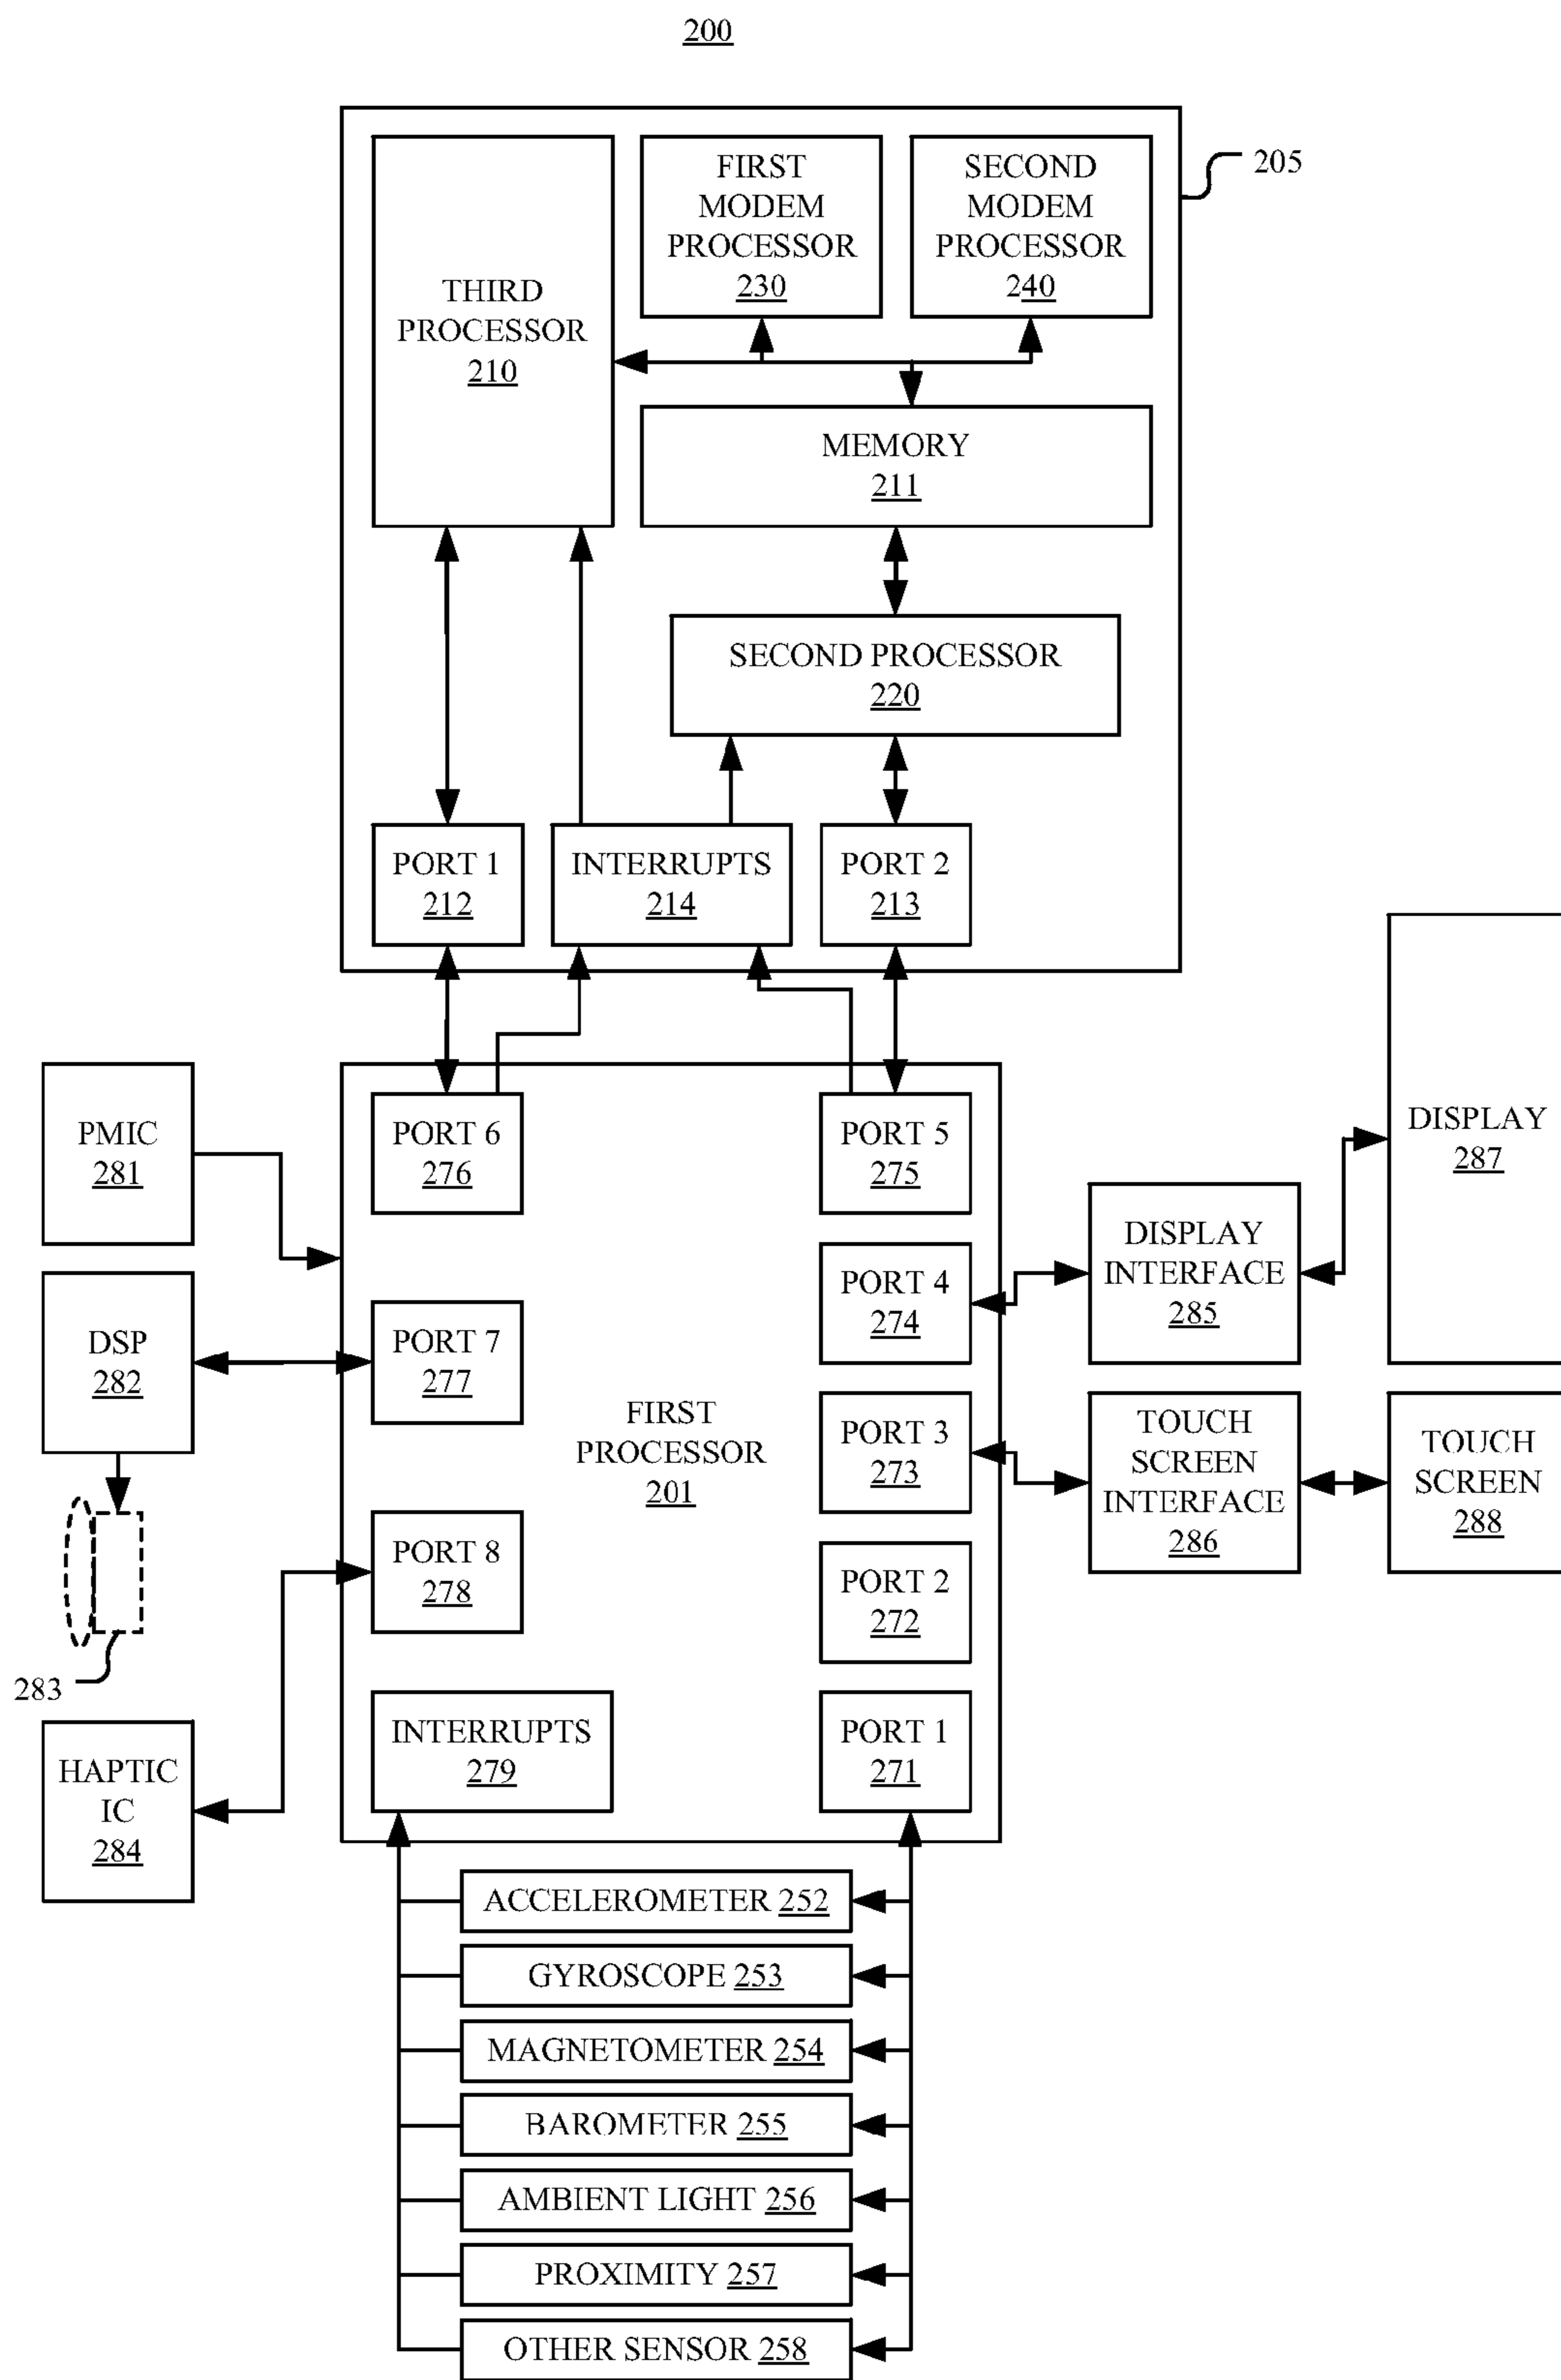 200
205
THIRD
PROCESSOR
210
FIRST
MODEM
PROCESSOR
230
SECOND
MODEM
PROCESSOR
240
MEMORY
211
SECOND PROCESSOR
220
PORT 1
212
INTERRUPTS
214
PORT 2
213
PMIC
281
DSP
282
283
HAPTIC
IC
284
PORT 6
276
PORT 7
277
PORT 8
278
INTERRUPTS
279
FIRST
PROCESSOR
201
PORT 5
275
PORT 4
274
PORT 3
273
PORT 2
272
PORT 1
271
DISPLAY
INTERFACE
285
DISPLAY
287
TOUCH
SCREEN
INTERFACE
286
TOUCH
SCREEN
288
ACCELEROMETER 252
GYROSCOPE 253
MAGNETOMETER 254
BAROMETER 255
AMBIENT LIGHT 256
PROXIMITY 257
OTHER SENSOR 258